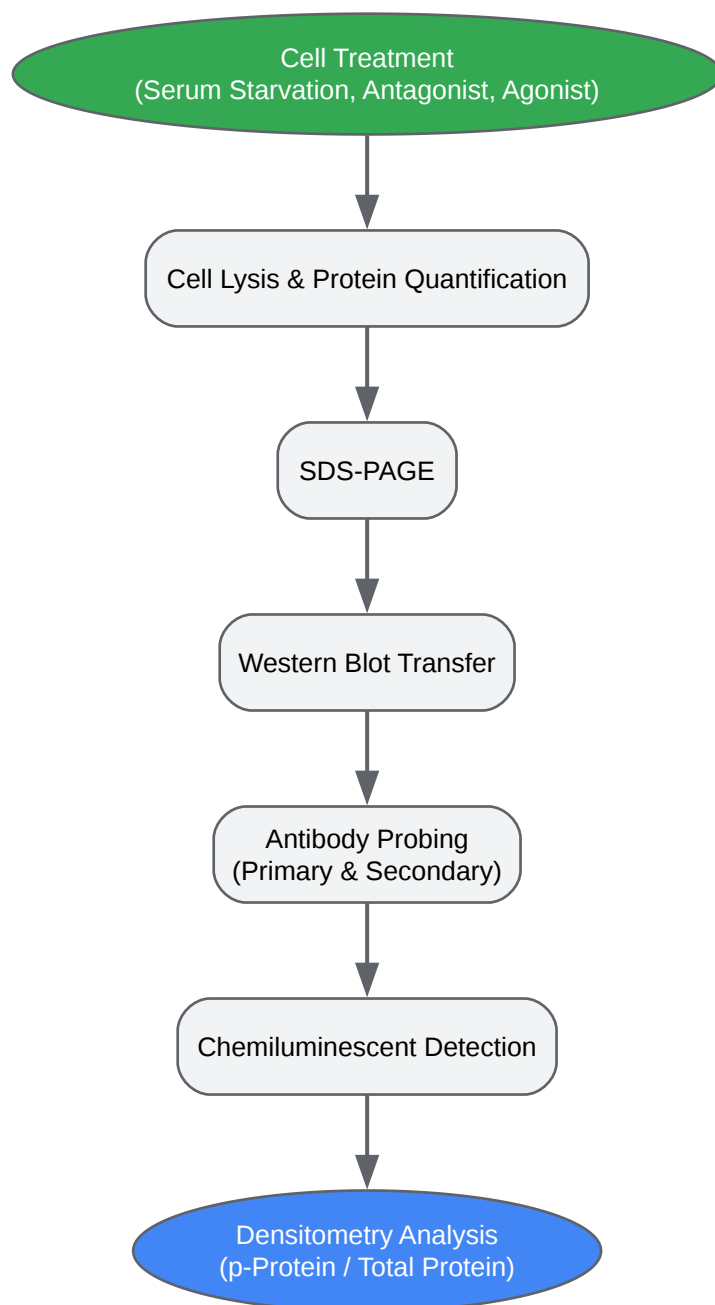 Cell Treatment
(Serum Starvation, Antagonist, Agonist)
Cell Lysis & Protein Quantification
SDS-PAGE
Western Blot Transfer
Antibody Probing
(Primary & Secondary)
Chemiluminescent Detection
Densitometry Analysis
(p-Protein / Total Protein)